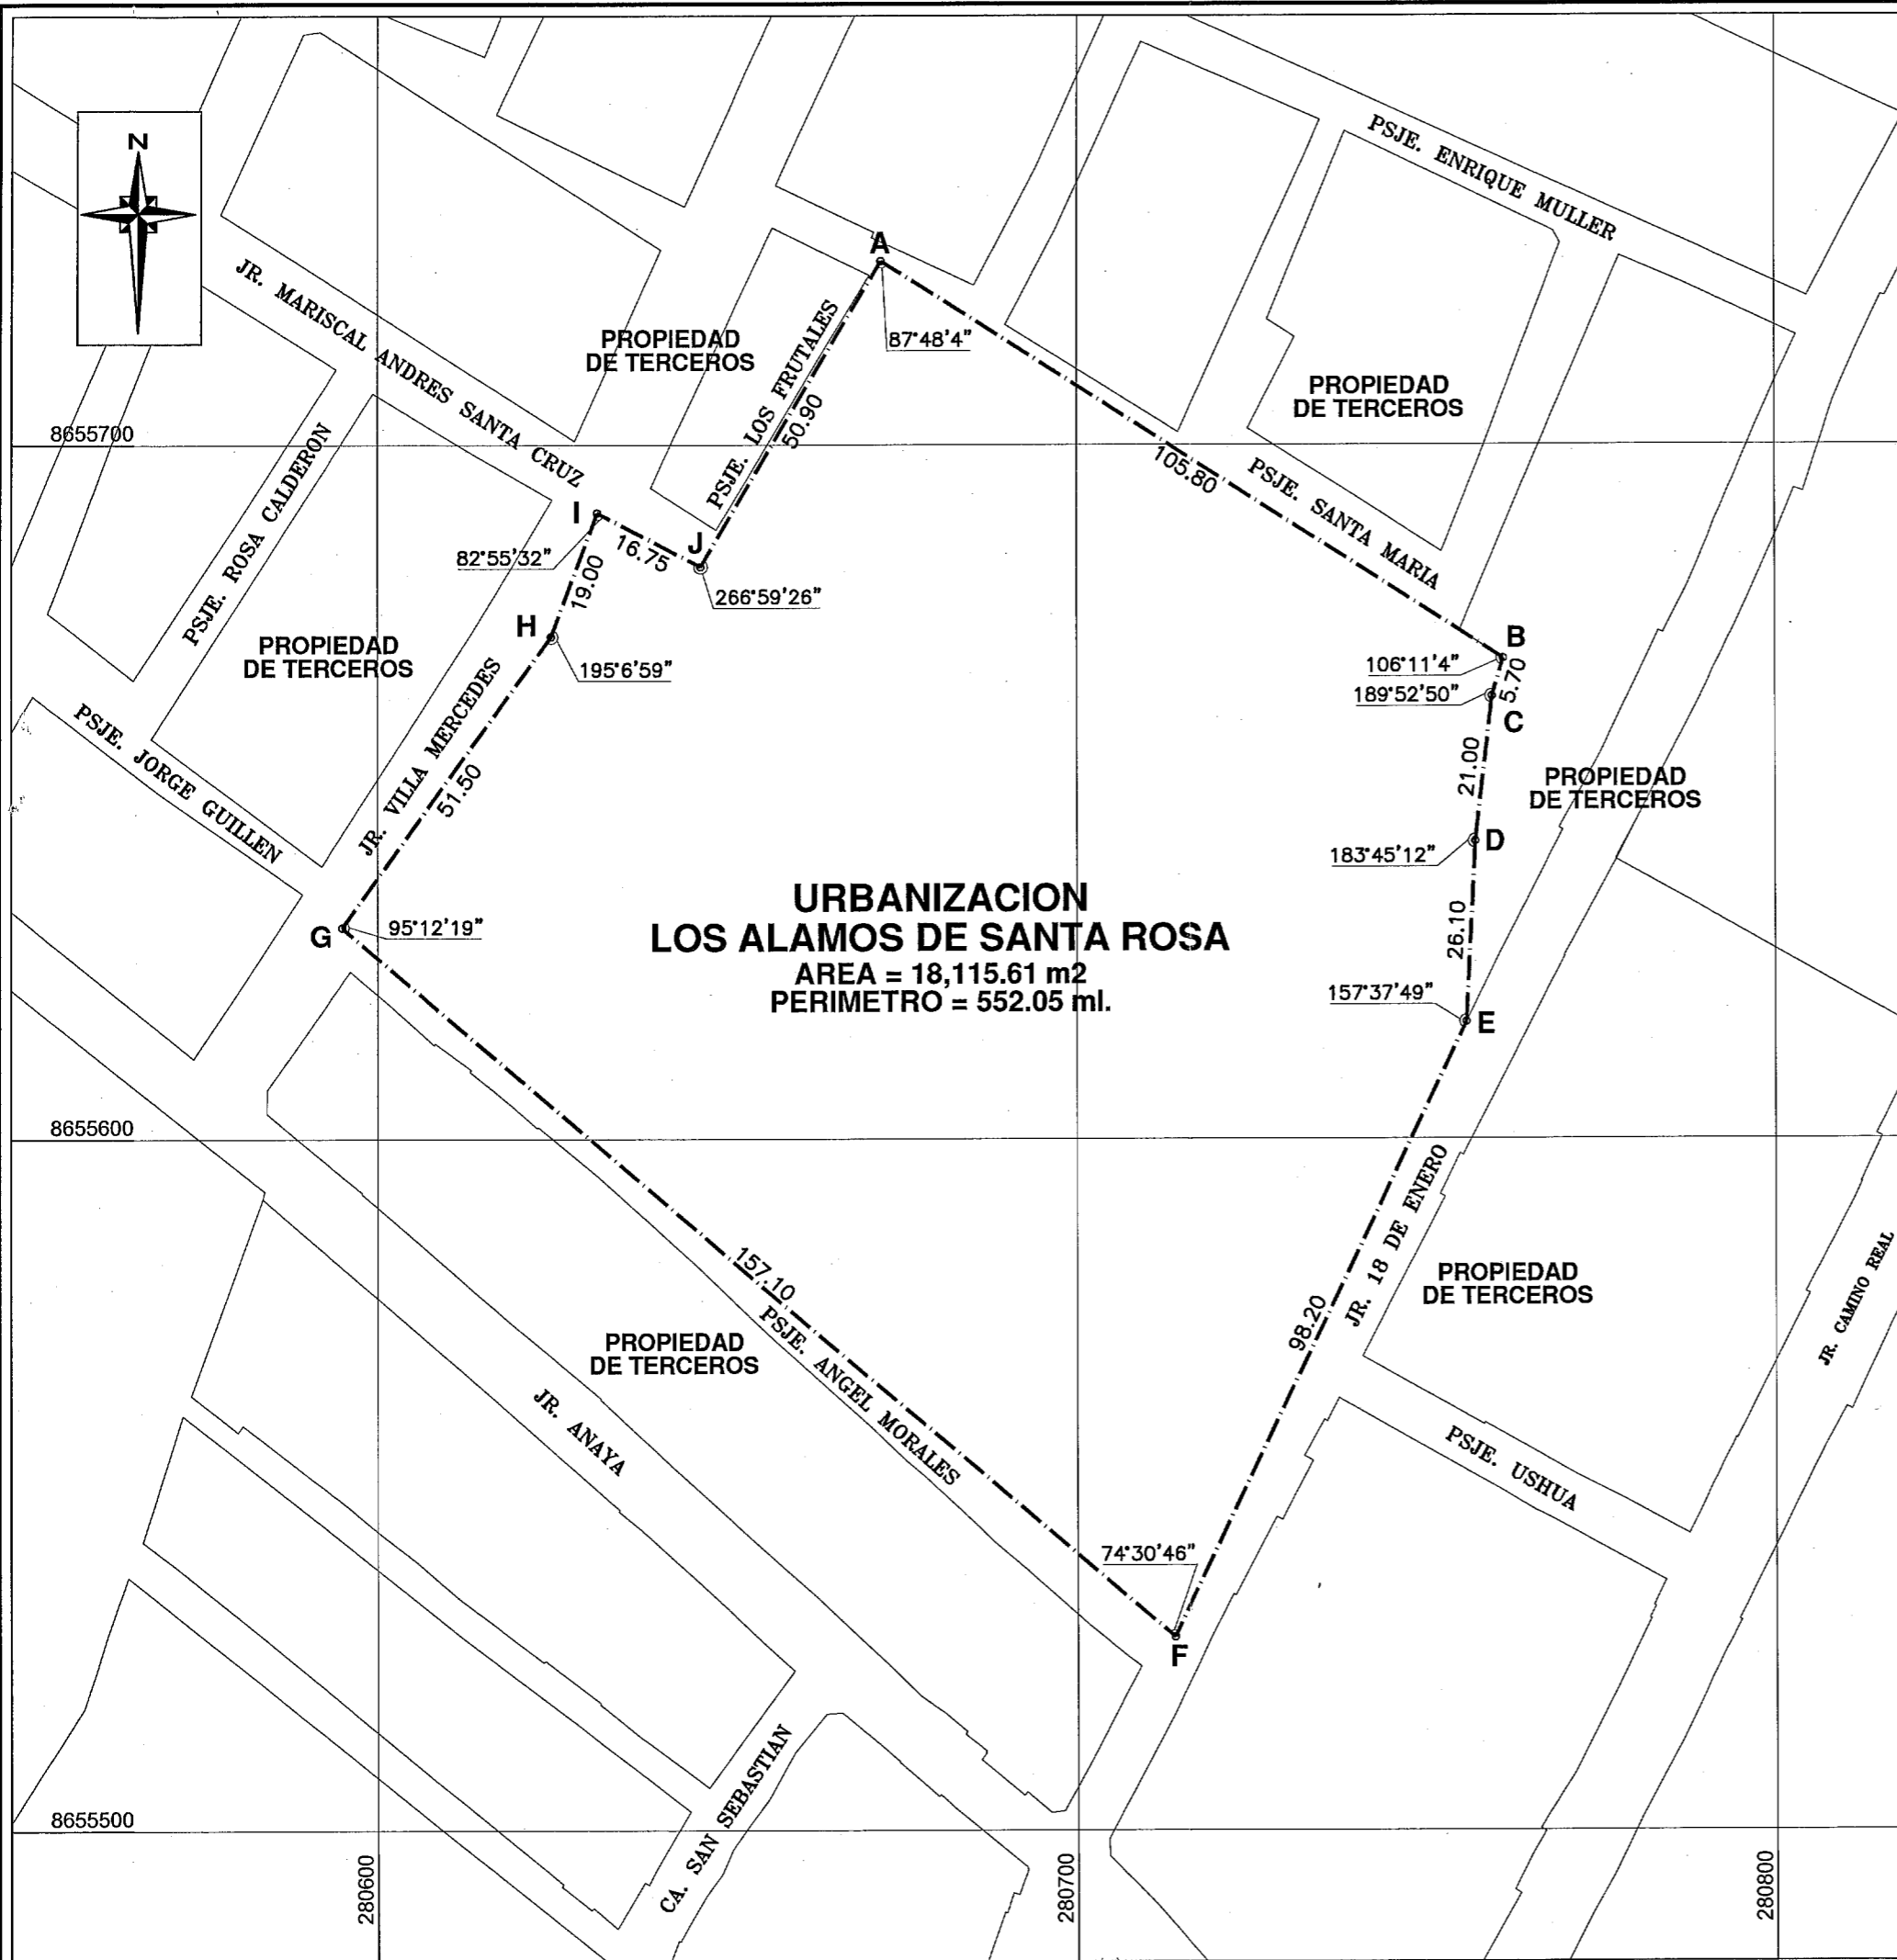 N
PSJE. ENRIQUE MULLER
A
87°48'4"
JR. MARISCAL ANDRES SANTA CRUZ
PROPIEDAD
DE TERCEROS
PSJE. LOS FRUTALES
50.90
PROPIEDAD
DE TERCEROS
8655700
105.80
PSJE. SANTA MARIA
PSJE. ROSA CALDERON
I
82°55'32"
16.75
J
19.00
266°59'26"
H
195°6'59"
PROPIEDAD
DE TERCEROS
B
106°11'4"
5.70
189°52'50"
C
JR. VILLA MERCEDES
51.50
PSJE. JORGE GUILLEN
21.00
PROPIEDAD
DE TERCEROS
D
183°45'12"
G
95°12'19"
URBANIZACION
LOS ALAMOS DE SANTA ROSA
AREA = 18,115.61 m2
PERIMETRO = 552.05 ml.
26.10
157°37'49"
E
8655600
JR. 18 DE ENERO
98.20
PROPIEDAD
DE TERCEROS
JR. CAMINO REAL
157.10
PSJE. ANGEL MORALES
PROPIEDAD
DE TERCEROS
JR. ANAYA
PSJE. USHUA
74°30'46"
F
CA. SAN SEBASTIAN
8655500
280600
280700
280800